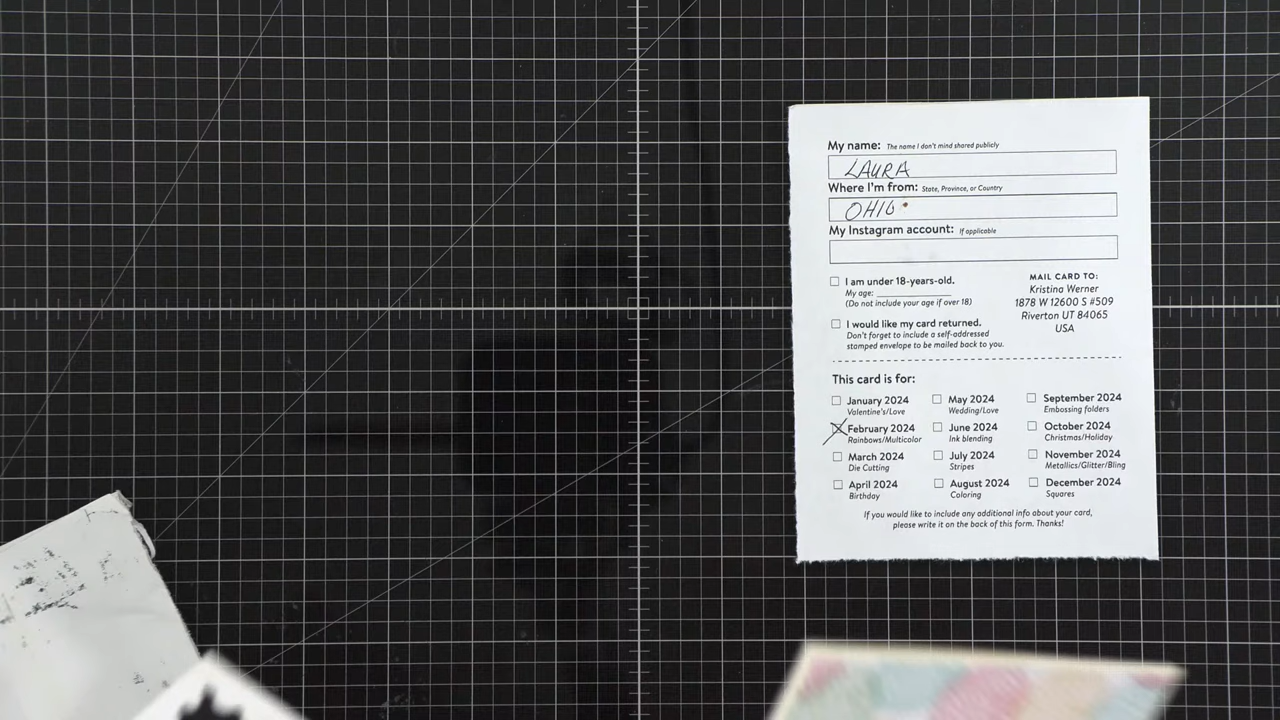 My name: The name I don't mind shared publicly
LAURA
Where I'm from: State, Province, or Country
OHIO
My Instagram account: If applicable
I am under 18-years-old.
My age: ____________
(Do not include your age if over 18)
I would like my card returned.
Don't forget to include a self-addressed
stamped envelope to be mailed back to you.
MAIL CARD TO:
Kristina Werner
1878 W 12600 S #509
Riverton UT 84065
USA
This card is for:
January 2024
Valentine's/Love
February 2024
Rainbows/Multicolor
March 2024
Die Cutting
April 2024
Birthday
May 2024
Wedding/Love
June 2024
Ink blending
July 2024
Stripes
August 2024
Coloring
September 2024
Embossing folders
October 2024
Christmas/Holiday
November 2024
Metallics/Glitter/Bling
December 2024
Squares
If you would like to include any additional info about your card,
please write it on the back of this form. Thanks!